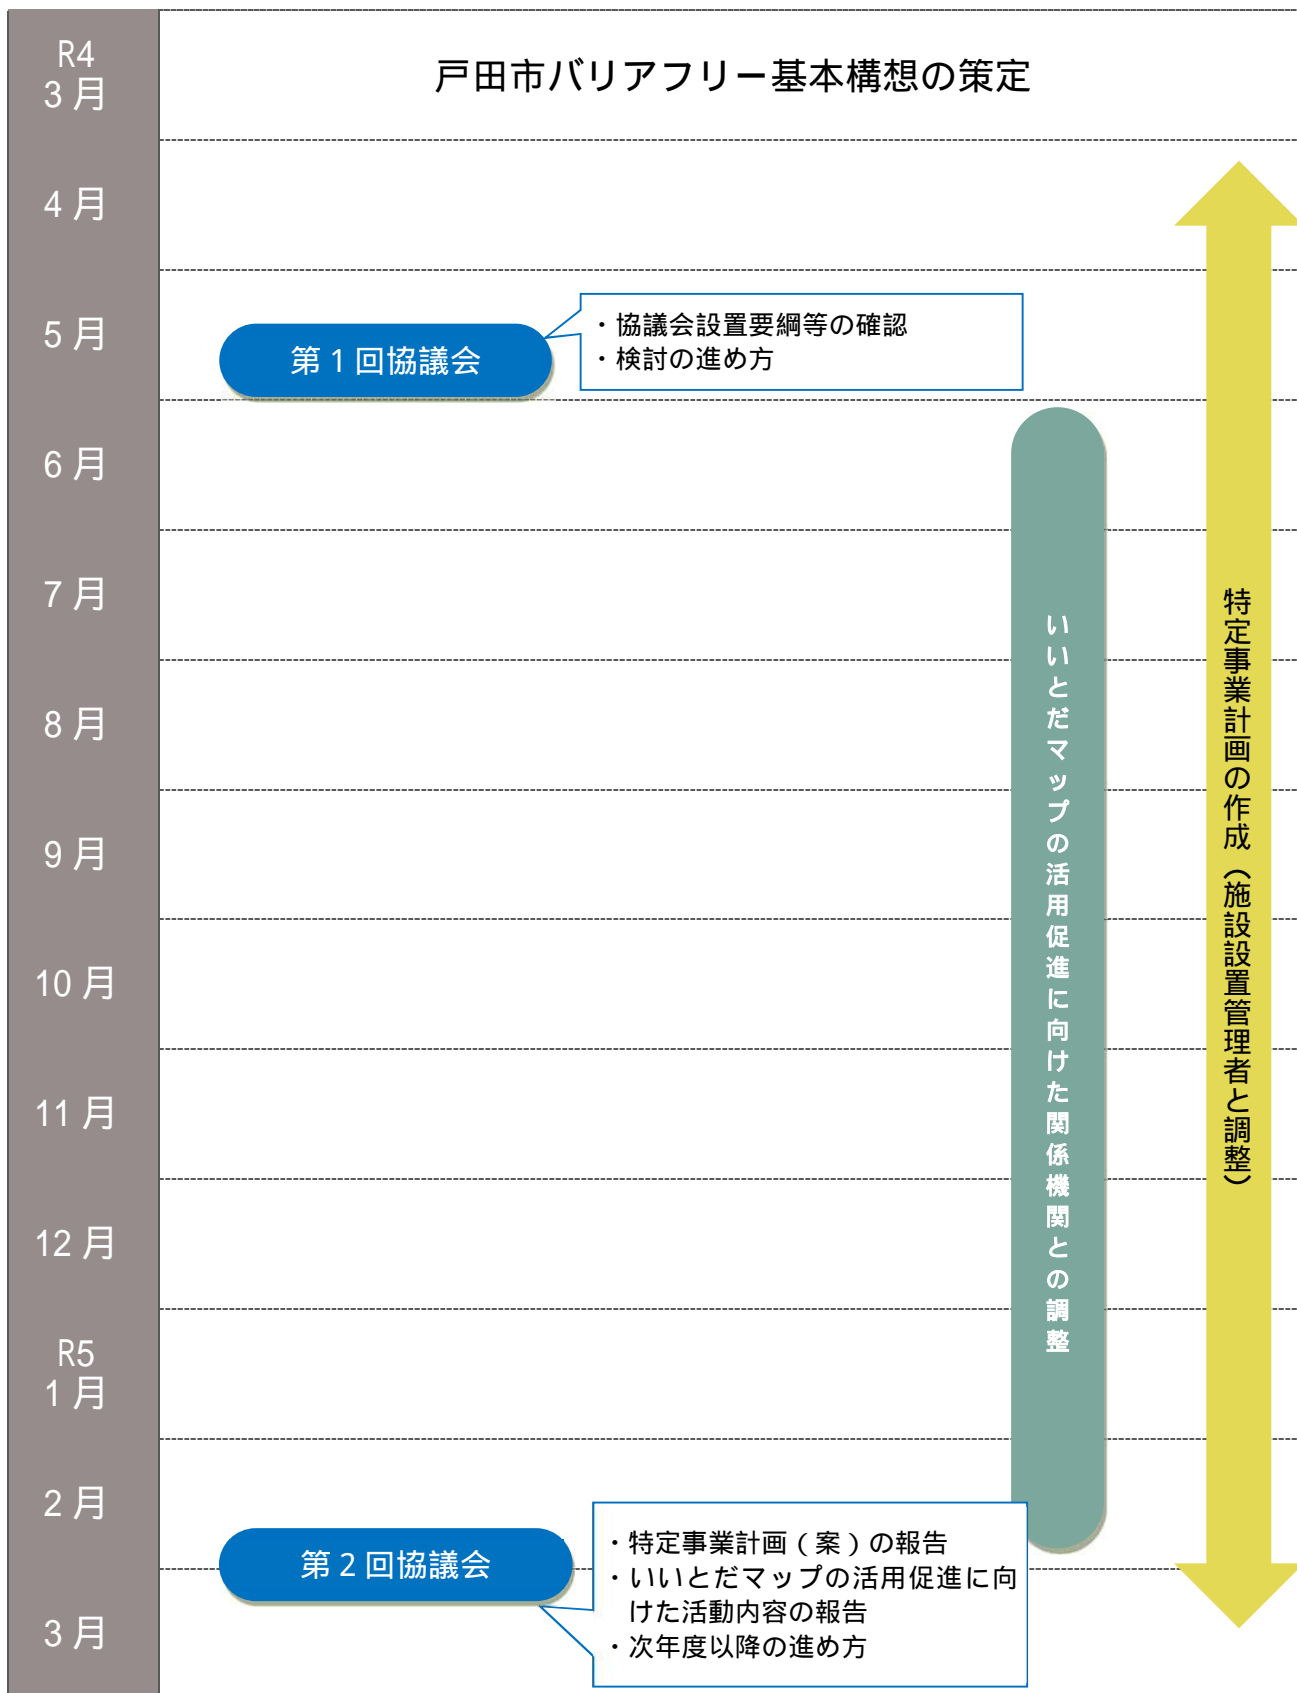 R4
3月
戸田市バリアフリー基本構想の策定
4月
5月
第1回協議会
・協議会設置要綱等の確認
・検討の進め方
6月
7月
8月
9月
10月
11月
12月
R5
1月
2月
3月
いいとだマップの活用促進に向けた関係機関との調整
特定事業計画の作成（施設設置管理者と調整）
第2回協議会
・特定事業計画（案）の報告
・いいとだマップの活用促進に向
けた活動内容の報告
・次年度以降の進め方